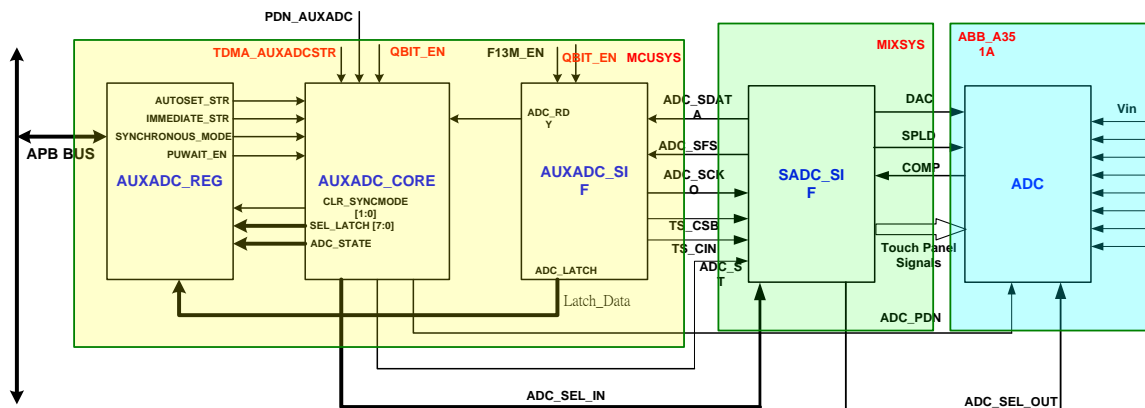 PDN_AUXADC
TDMA_AUXADCSTR
QBIT_EN
F13M_EN
QBIT_EN
MCUSYS
MIXSYS
ABB_A35
1A
APB BUS
AUTOSET_STR
IMMEDIATE_STR
SYNCHRONOUS_MODE
PUWAIT_EN
AUXADC_REG
AUXADC_CORE
CLR_SYNCMODE
[1:0]
SEL_LATCH [7:0]
ADC_STATE
ADC_RD
Y
AUXADC_SI
F
ADC_LATCH
Latch_Data
ADC_SDAT
A
ADC_SFS
ADC_SCK
O
TS_CSB
TS_CIN
ADC_S
T
SADC_SI
F
DAC
SPLD
COMP
Touch Panel
Signals
ADC
Vin
ADC_PDN
ADC_SEL_IN
ADC_SEL_OUT